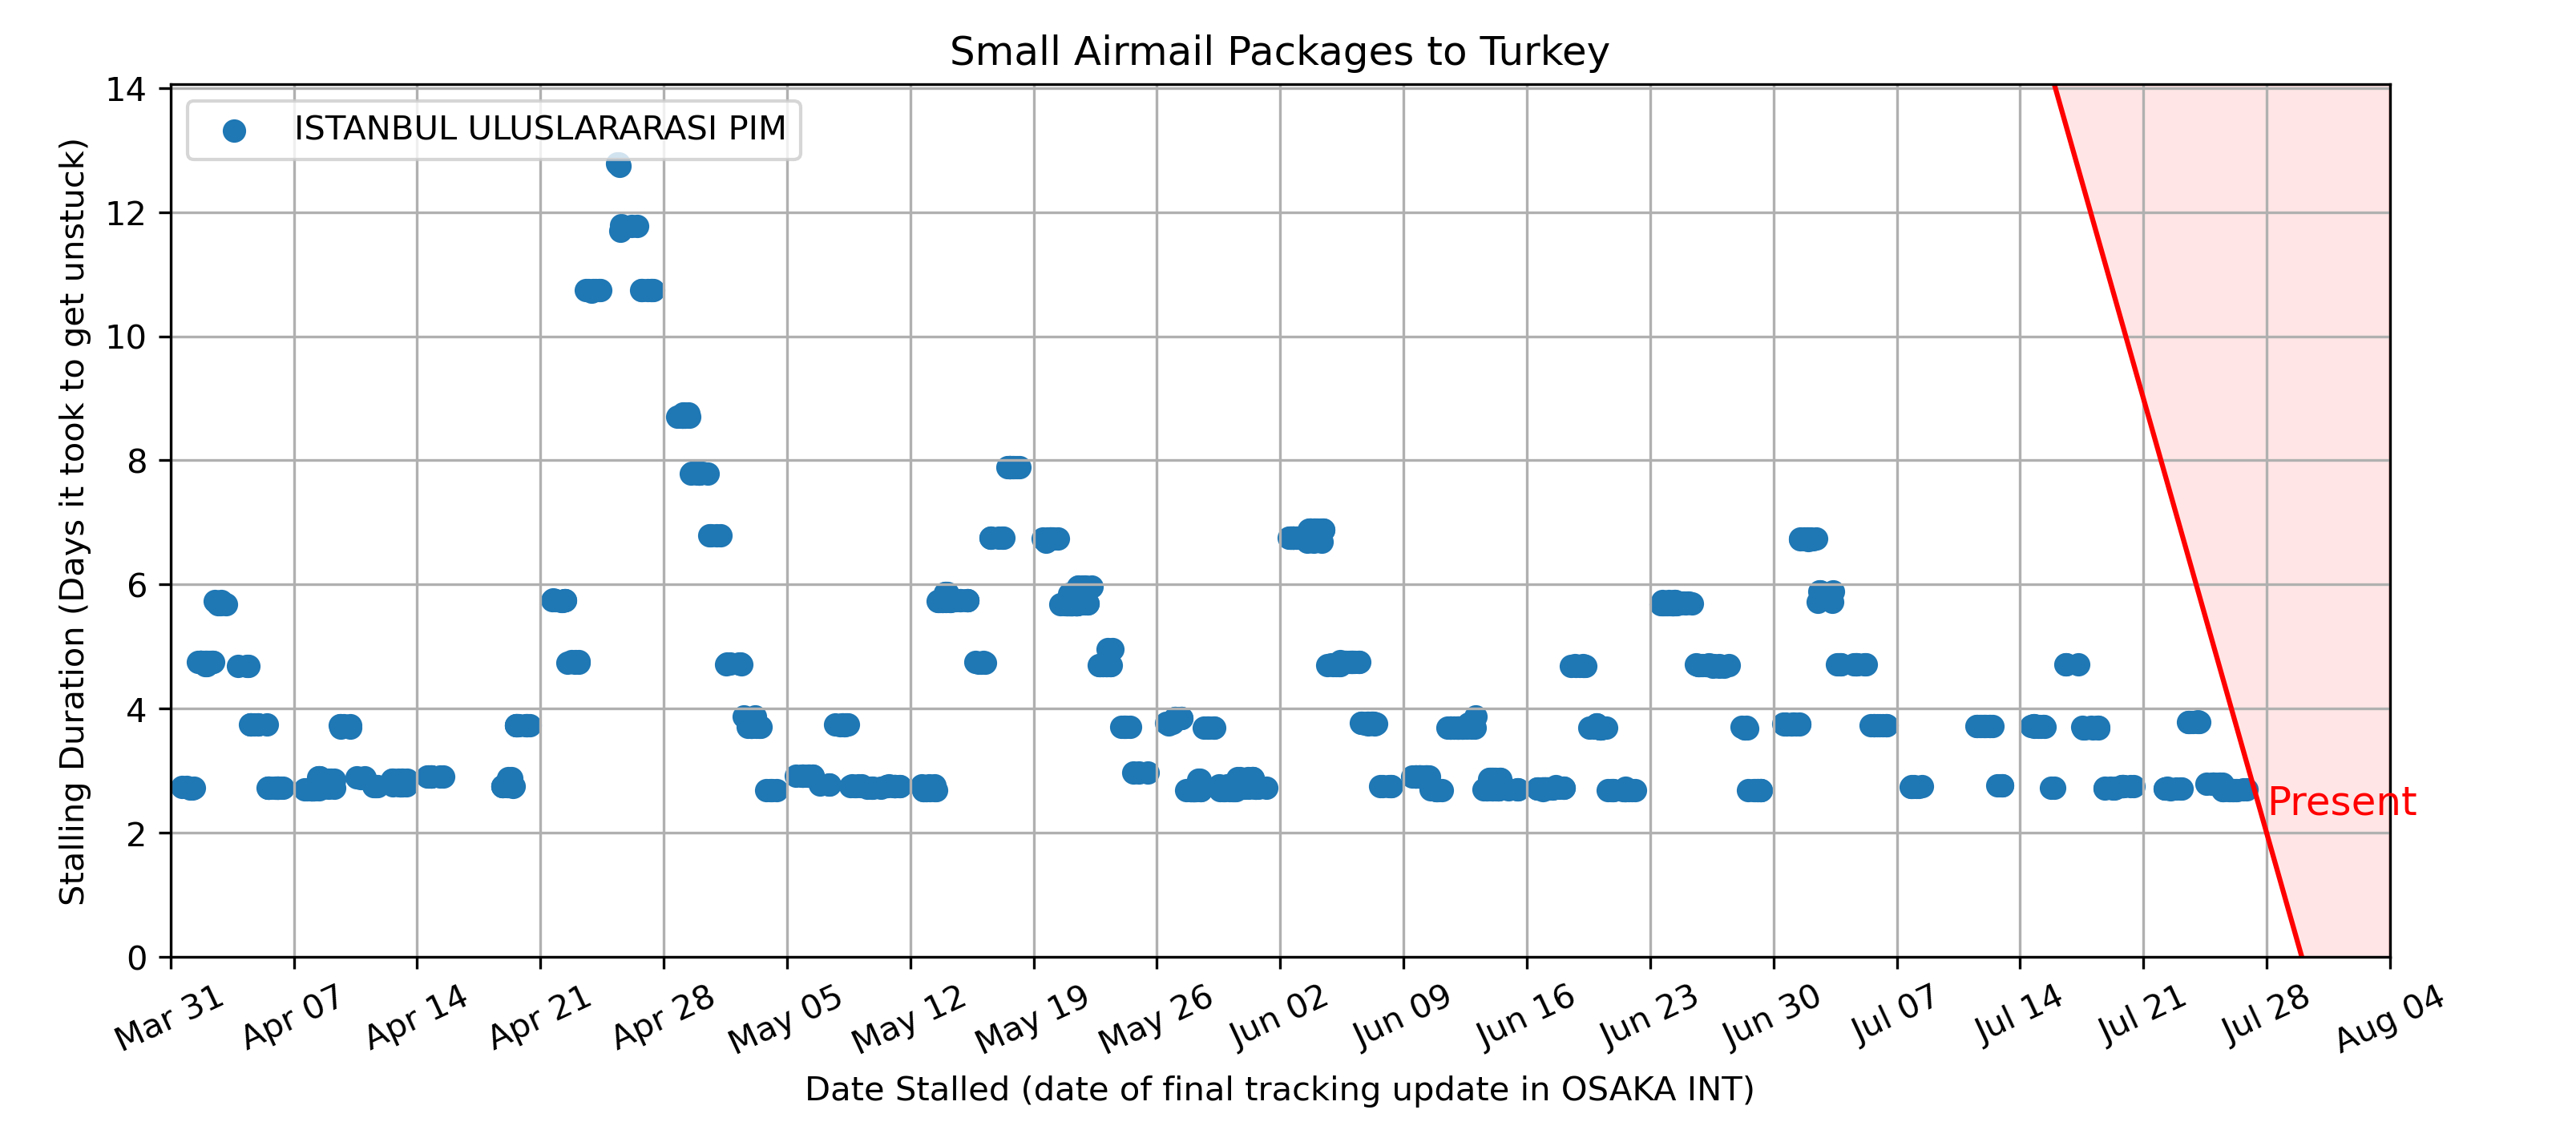 Small Airmail Packages to Turkey
ISTANBUL ULUSLARARASI PIM
14
12
10
8
6
4
2
0
Stalling Duration (Days it took to get unstuck)
Present
Mar 31
Apr 07
Apr 14
Apr 21
Apr 28
May 05
May 12
May 19
May 26
Jun 02
Jun 09
Jun 16
Jun 23
Jun 30
Jul 07
Jul 14
Jul 21
Jul 28
Aug 04
Date Stalled (date of final tracking update in OSAKA INT)